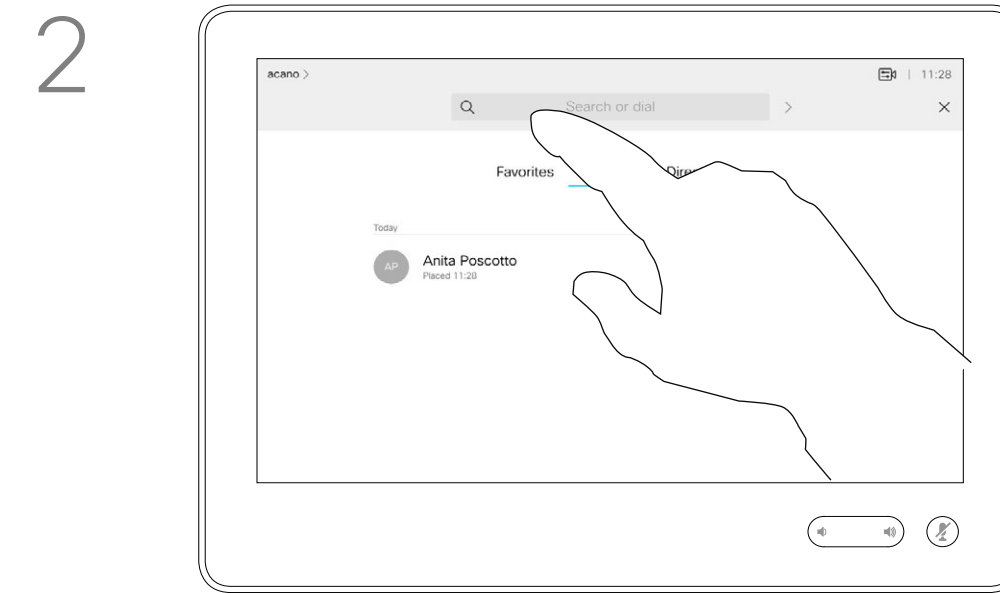 2
acano >
11:28
Search or dial
Favorites
Today
AP
Anita Poscotto
Placed 11:28